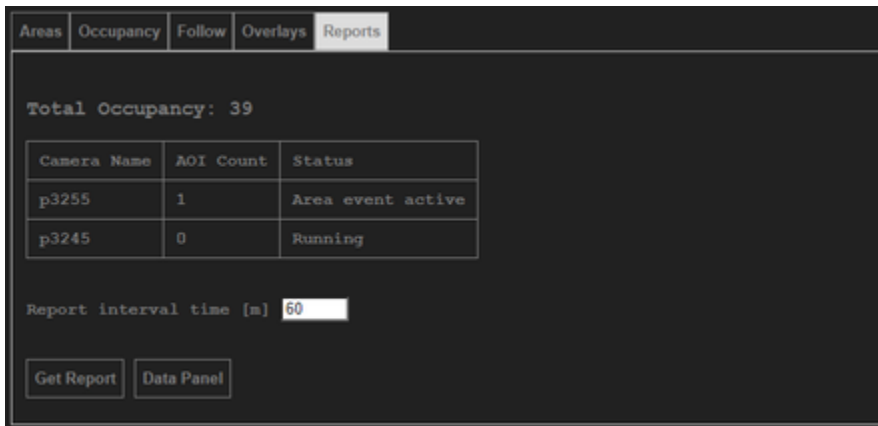 Areas Occupancy Follow Overlays Reports
Total Occupancy: 39
Camera Name AOI Count Status
p3255 1 Area event active
p3245 0 Running
Report interval time [m] 60
Get Report Data Panel